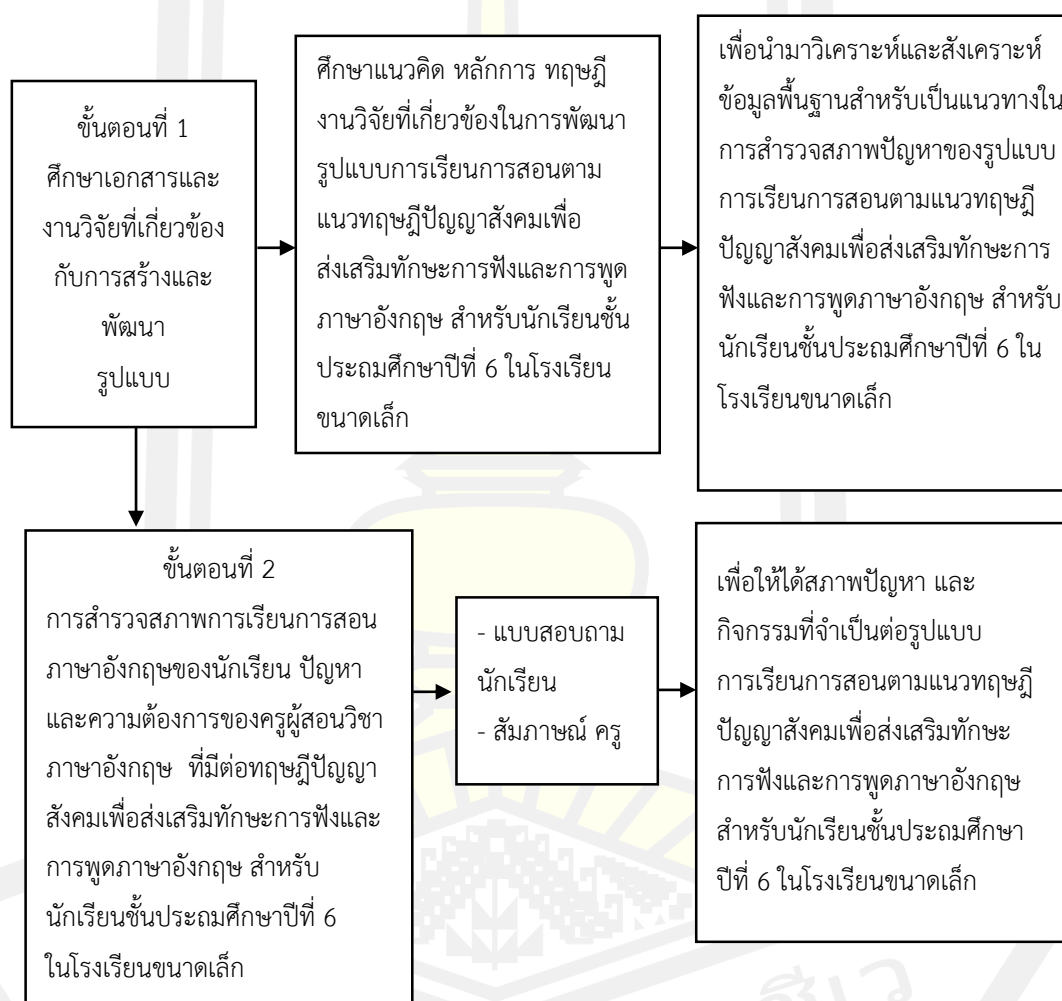 ขั้นตอนที่ 1
ศึกษาเอกสารและ
งานวิจัยที่เกี่ยวข้อง
กับการสร้างและ
พัฒนา
รูปแบบ
ศึกษาแนวคิด หลักการ ทฤษฎี
งานวิจัยที่เกี่ยวข้องในการพัฒนา
รูปแบบการเรียนการสอนตาม
แนวทฤษฎีปัญญาสังคมเพื่อ
ส่งเสริมทักษะการฟังและการพูด
ภาษาอังกฤษ สำหรับนักเรียนชั้น
ประถมศึกษาปีที่ 6 ในโรงเรียน
ขนาดเล็ก
เพื่อนำมาวิเคราะห์และสังเคราะห์
ข้อมูลพื้นฐานสำหรับเป็นแนวทางใน
การสำรวจสภาพปัญหาของรูปแบบ
การเรียนการสอนตามแนวทฤษฎี
ปัญญาสังคมเพื่อส่งเสริมทักษะการ
ฟังและการพูดภาษาอังกฤษ สำหรับ
นักเรียนชั้นประถมศึกษาปีที่ 6 ใน
โรงเรียนขนาดเล็ก
ขั้นตอนที่ 2
การสำรวจสภาพการเรียนการสอน
ภาษาอังกฤษของนักเรียน ปัญหา
และความต้องการของครูผู้สอนวิชา
ภาษาอังกฤษ ที่มีต่อทฤษฎีปัญญา
สังคมเพื่อส่งเสริมทักษะการฟังและ
การพูดภาษาอังกฤษ สำหรับ
นักเรียนชั้นประถมศึกษาปีที่ 6
ในโรงเรียนขนาดเล็ก
- แบบสอบถาม
นักเรียน
- สัมภาษณ์ ครู
เพื่อให้ได้สภาพปัญหา และ
กิจกรรมที่จำเป็นต่อรูปแบบ
การเรียนการสอนตามแนวทฤษฎี
ปัญญาสังคมเพื่อส่งเสริมทักษะ
การฟังและการพูดภาษาอังกฤษ
สำหรับนักเรียนชั้นประถมศึกษา
ปีที่ 6 ในโรงเรียนขนาดเล็ก